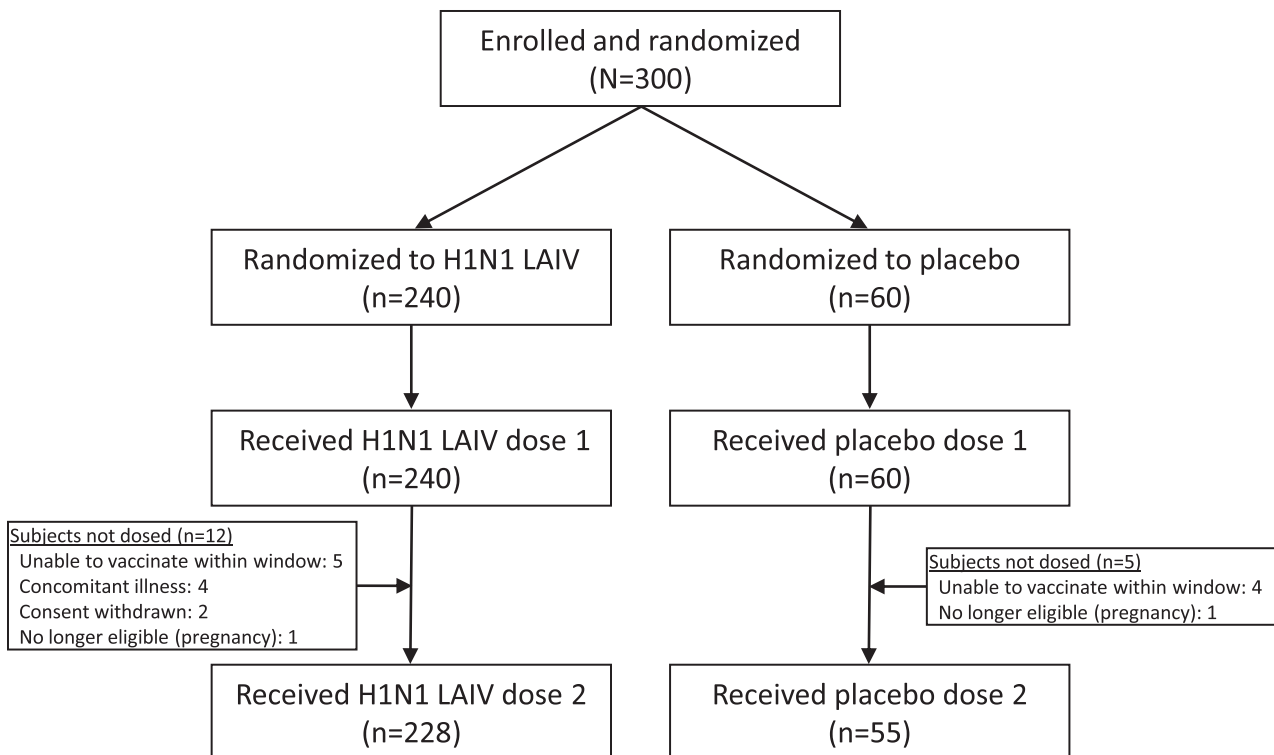 Enrolled and randomized
(N=300)
Randomized to H1N1 LAIV
(n=240)
Randomized to placebo
(n=60)
Received H1N1 LAIV dose 1
(n=240)
Received placebo dose 1
(n=60)
Subjects not dosed (n=12)
Unable to vaccinate within window: 5
Concomitant illness: 4
Consent withdrawn: 2
No longer eligible (pregnancy): 1
Subjects not dosed (n=5)
Unable to vaccinate within window: 4
No longer eligible (pregnancy): 1
Received H1N1 LAIV dose 2
(n=228)
Received placebo dose 2
(n=55)